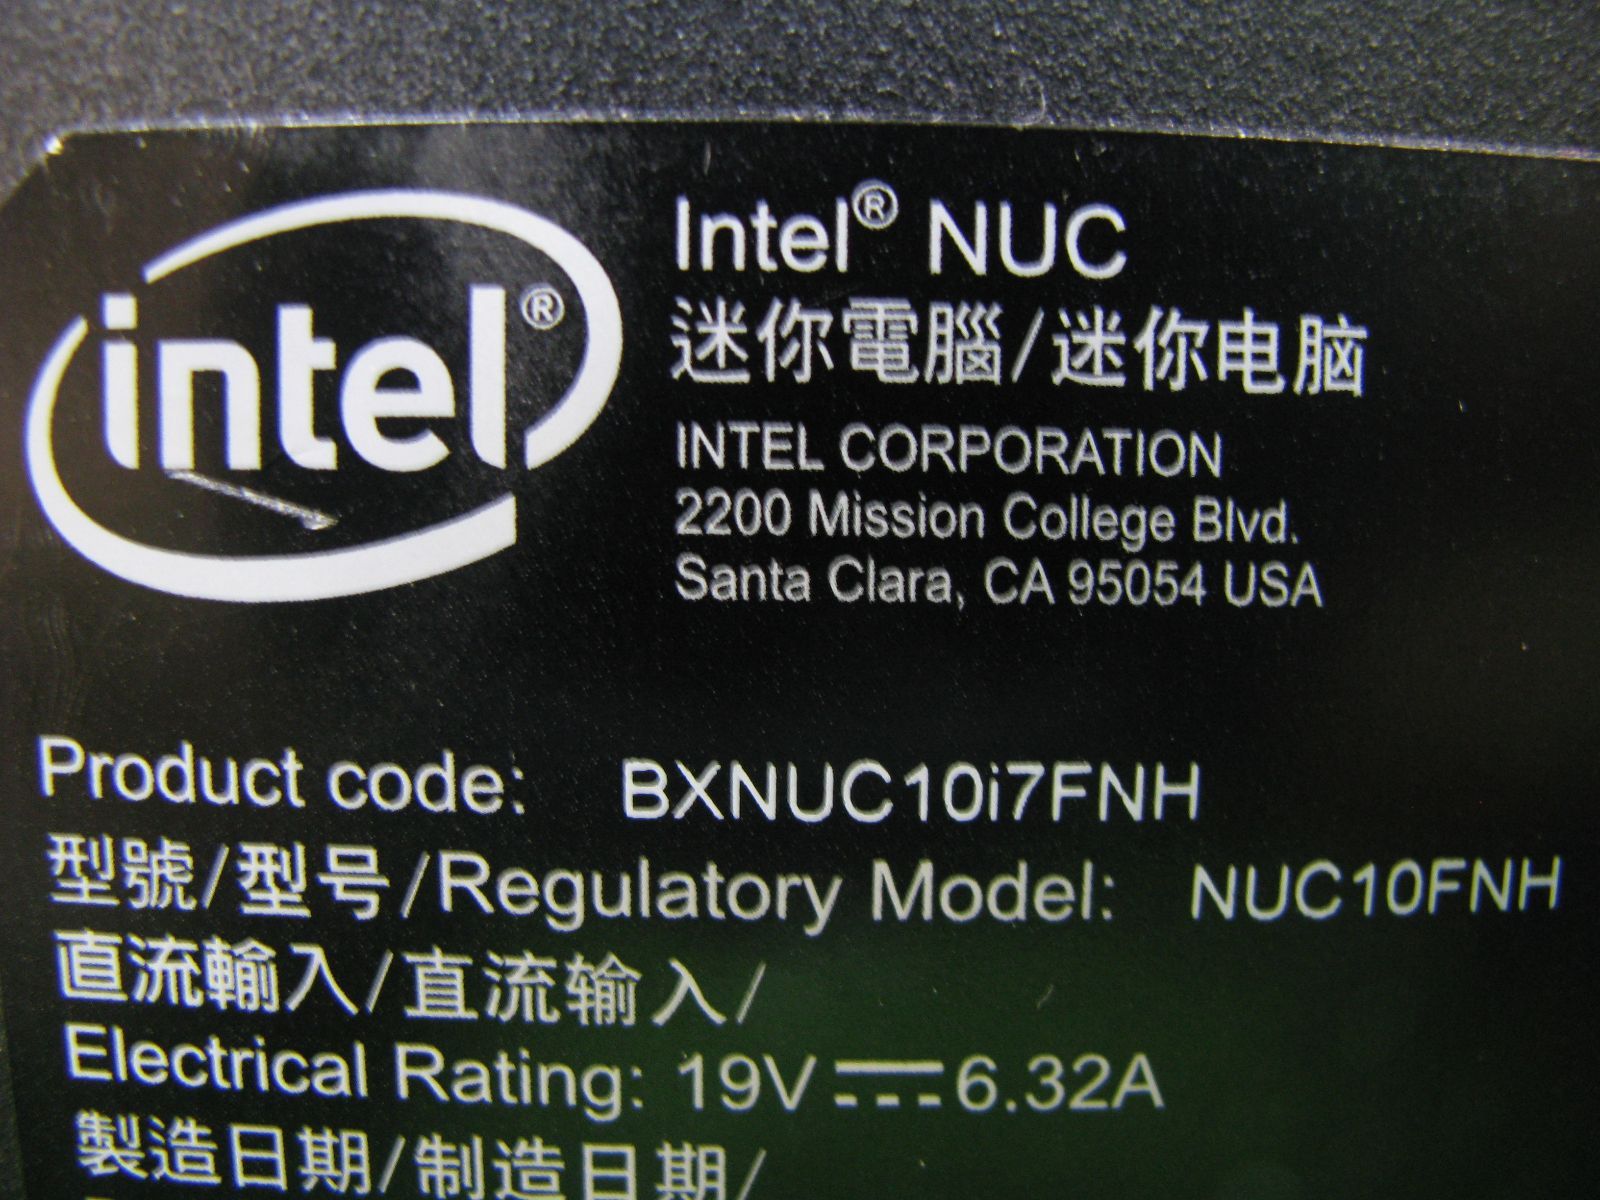 intel®
Intel® NUC
迷你電腦/迷你电脑
INTEL CORPORATION
2200 Mission College Blvd.
Santa Clara, CA 95054 USA
Product code: BXNUC10i7FNH
型號/型号/Regulatory Model: NUC10FNH
直流輸入/直流输入/
Electrical Rating: 19V⎓6.32A
製造日期/制造日期/